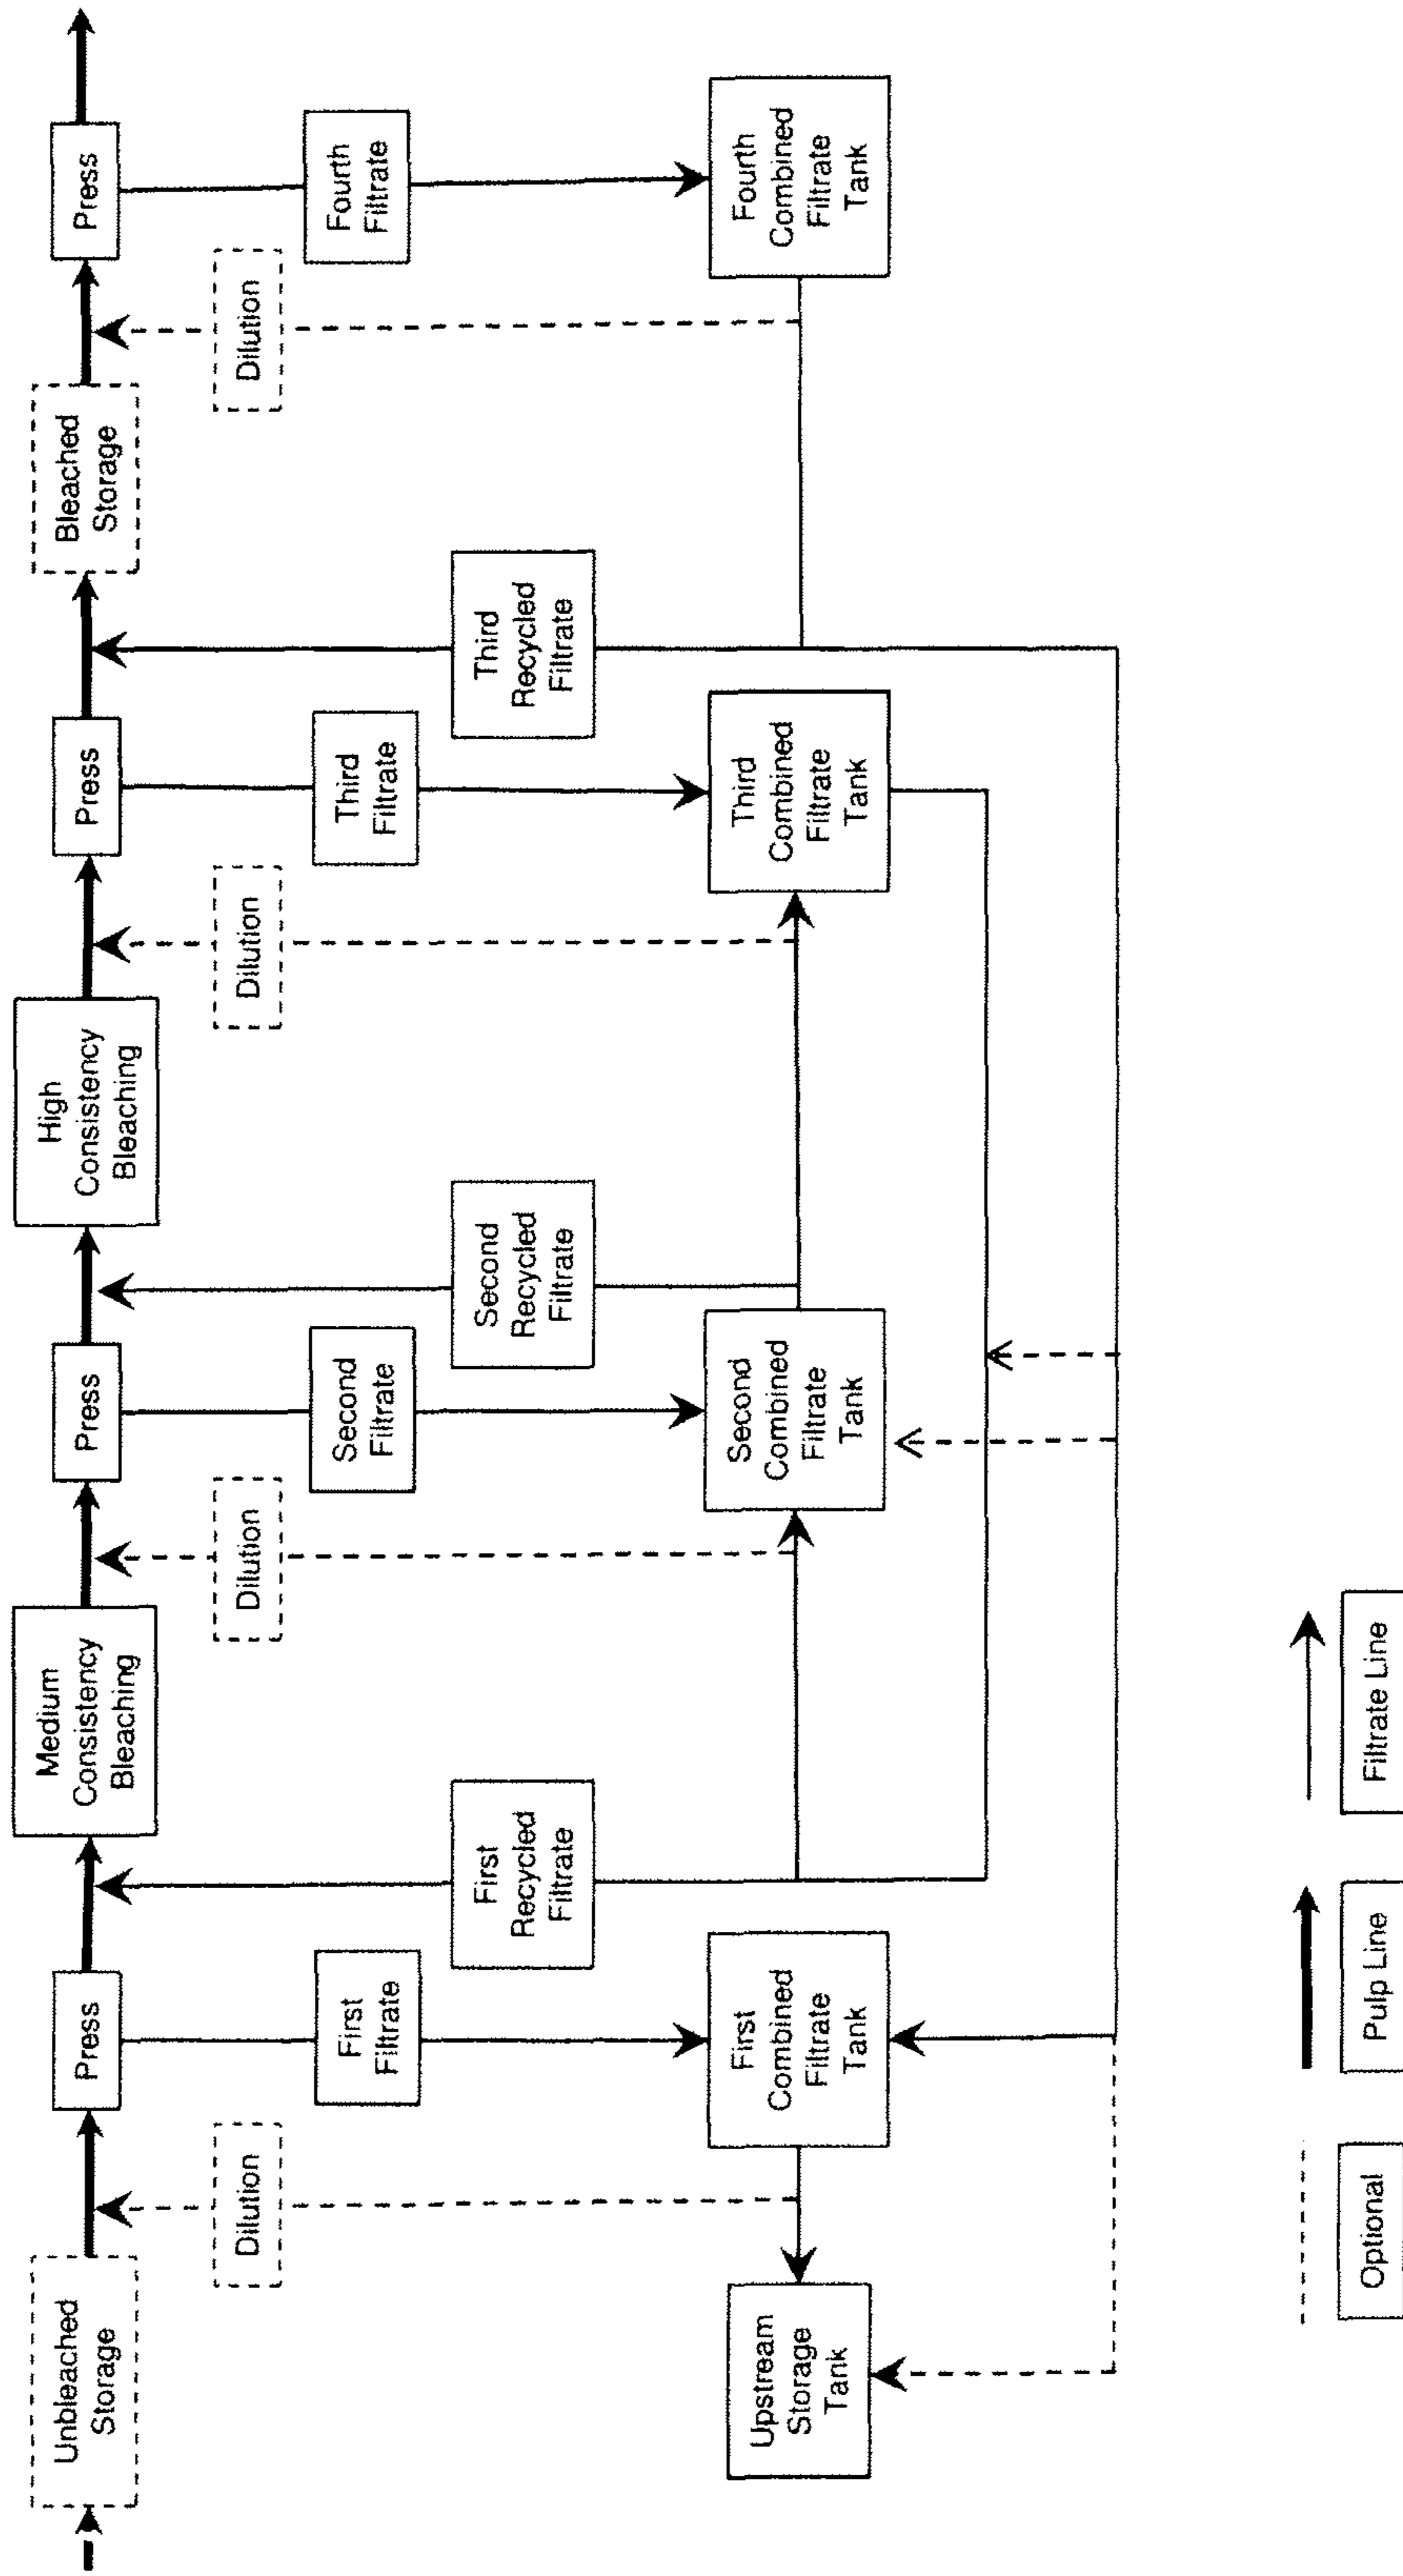 Unbleached
Storage
Press
Medium
Consistency
Bleaching
Press
High
Consistency
Bleaching
Press
Bleached
Storage
Press
Dilution
Dilution
Dilution
Dilution
First
Filtrate
Second
Filtrate
Third
Filtrate
Fourth
Filtrate
First
Recycled
Filtrate
Second
Recycled
Filtrate
Third
Recycled
Filtrate
Upstream
Storage
Tank
First
Combined
Filtrate
Tank
Second
Combined
Filtrate
Tank
Third
Combined
Filtrate
Tank
Fourth
Combined
Filtrate
Tank
Optional
Pulp Line
Filtrate Line